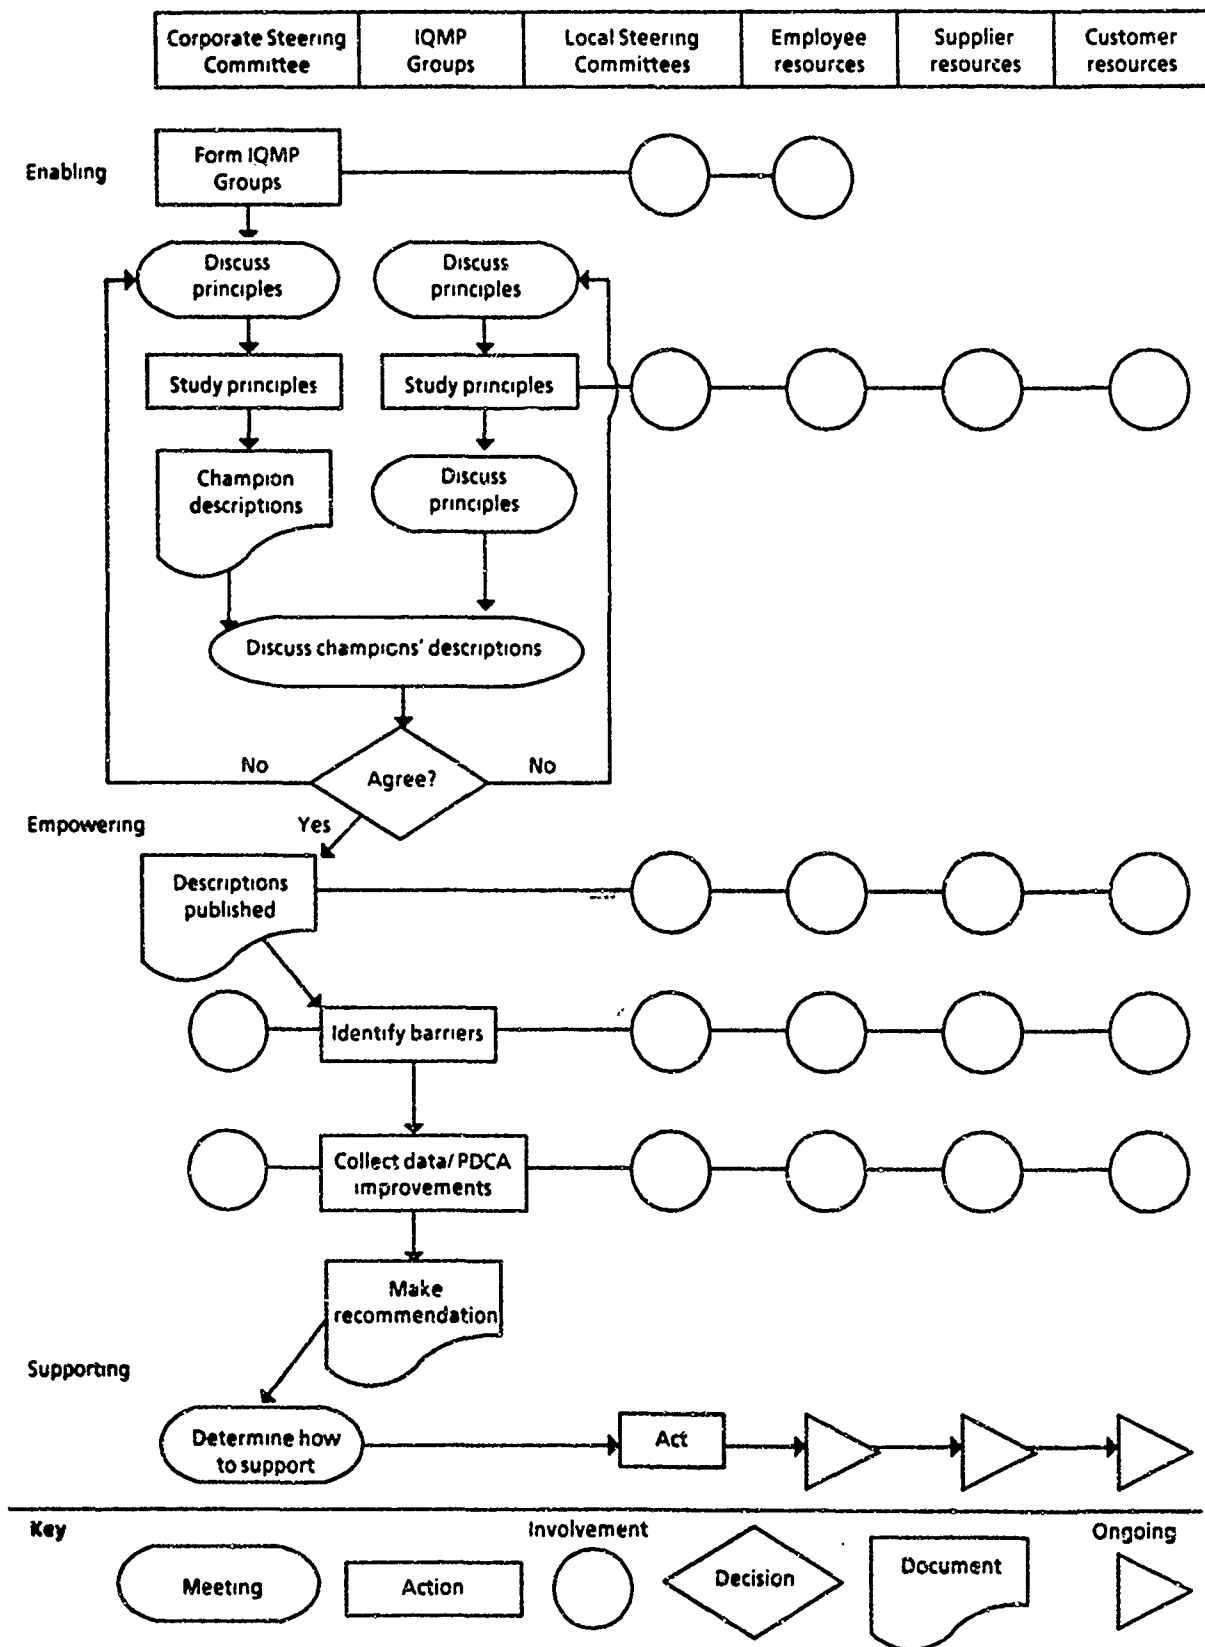 Corporate Steering
Committee
IQMP
Groups
Local Steering
Committees
Employee
resources
Supplier
resources
Customer
resources
Enabling
Form IQMP
Groups
Discuss
principles
Discuss
principles
Study principles
Study principles
Champion
descriptions
Discuss
principles
Discuss champions' descriptions
No
Agree?
No
Empowering
Yes
Descriptions
published
Identify barriers
Collect data/PDCA
improvements
Make
recommendation
Supporting
Determine how
to support
Act
Key
Involvement
Ongoing
Meeting
Action
Decision
Document